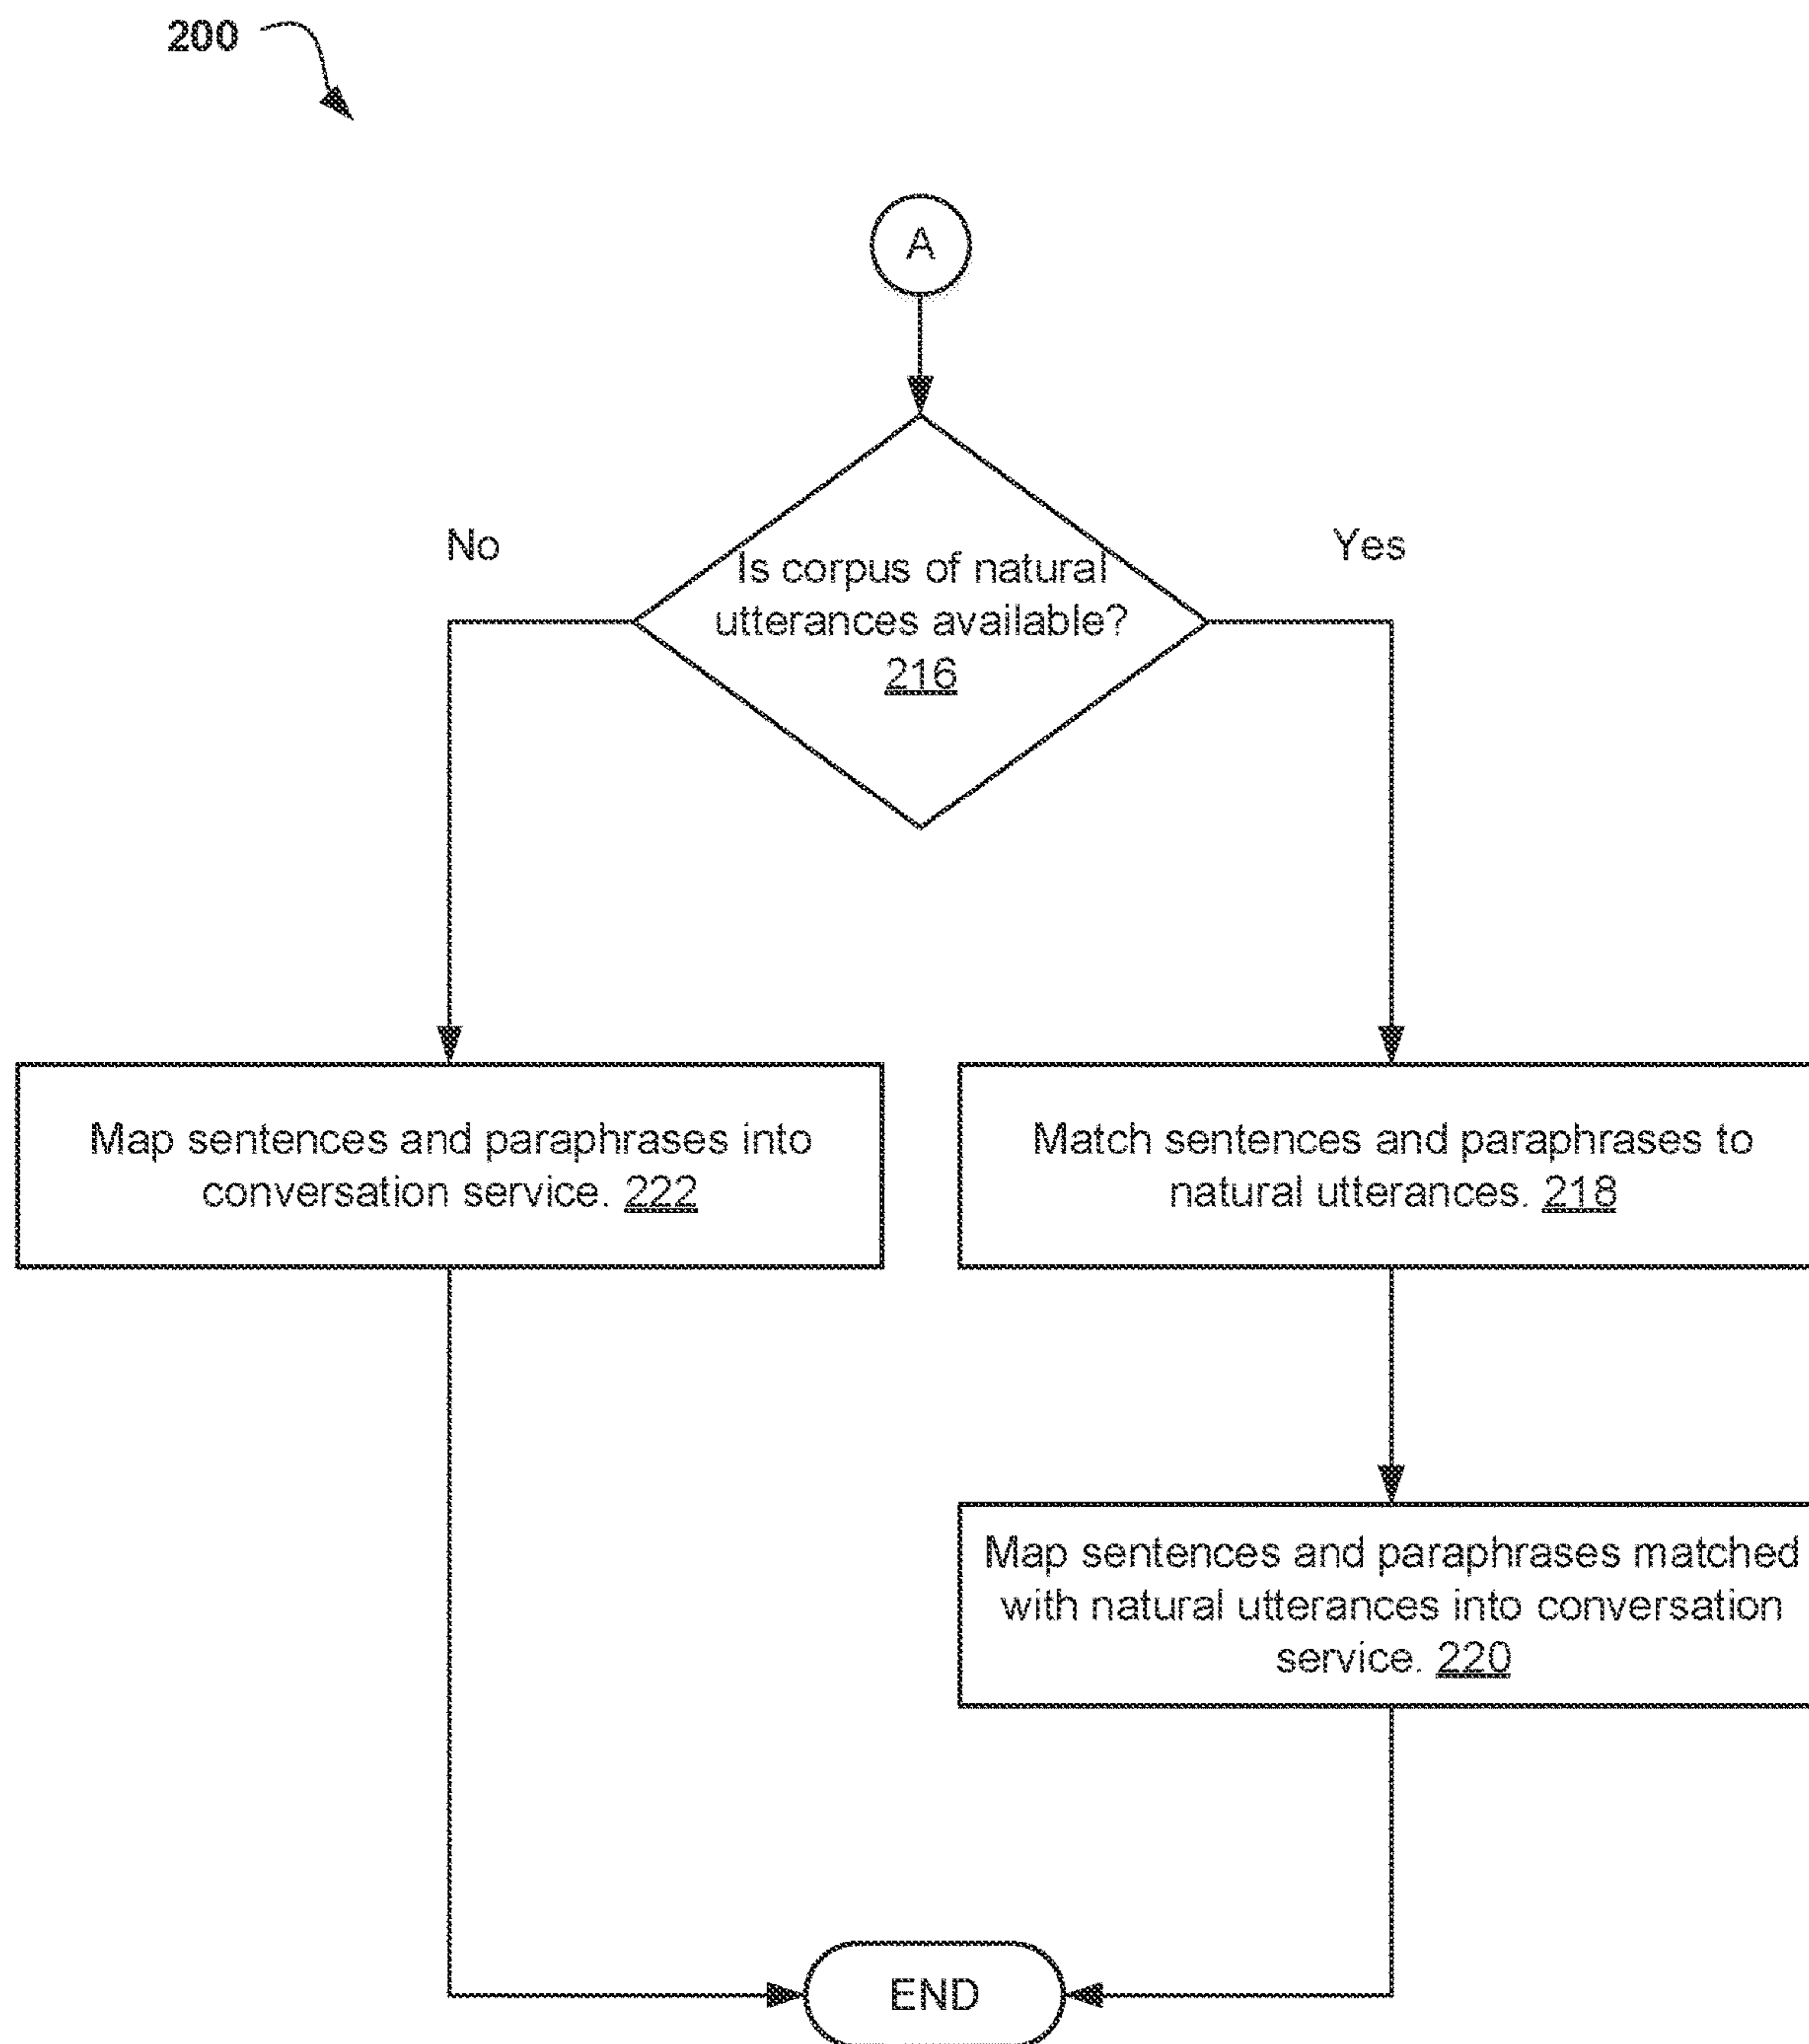 200
A
No
Yes
Is corpus of natural
utterances available?
216
Map sentences and paraphrases into
conversation service. 222
Match sentences and paraphrases to
natural utterances. 218
Map sentences and paraphrases matched
with natural utterances into conversation
service. 220
END